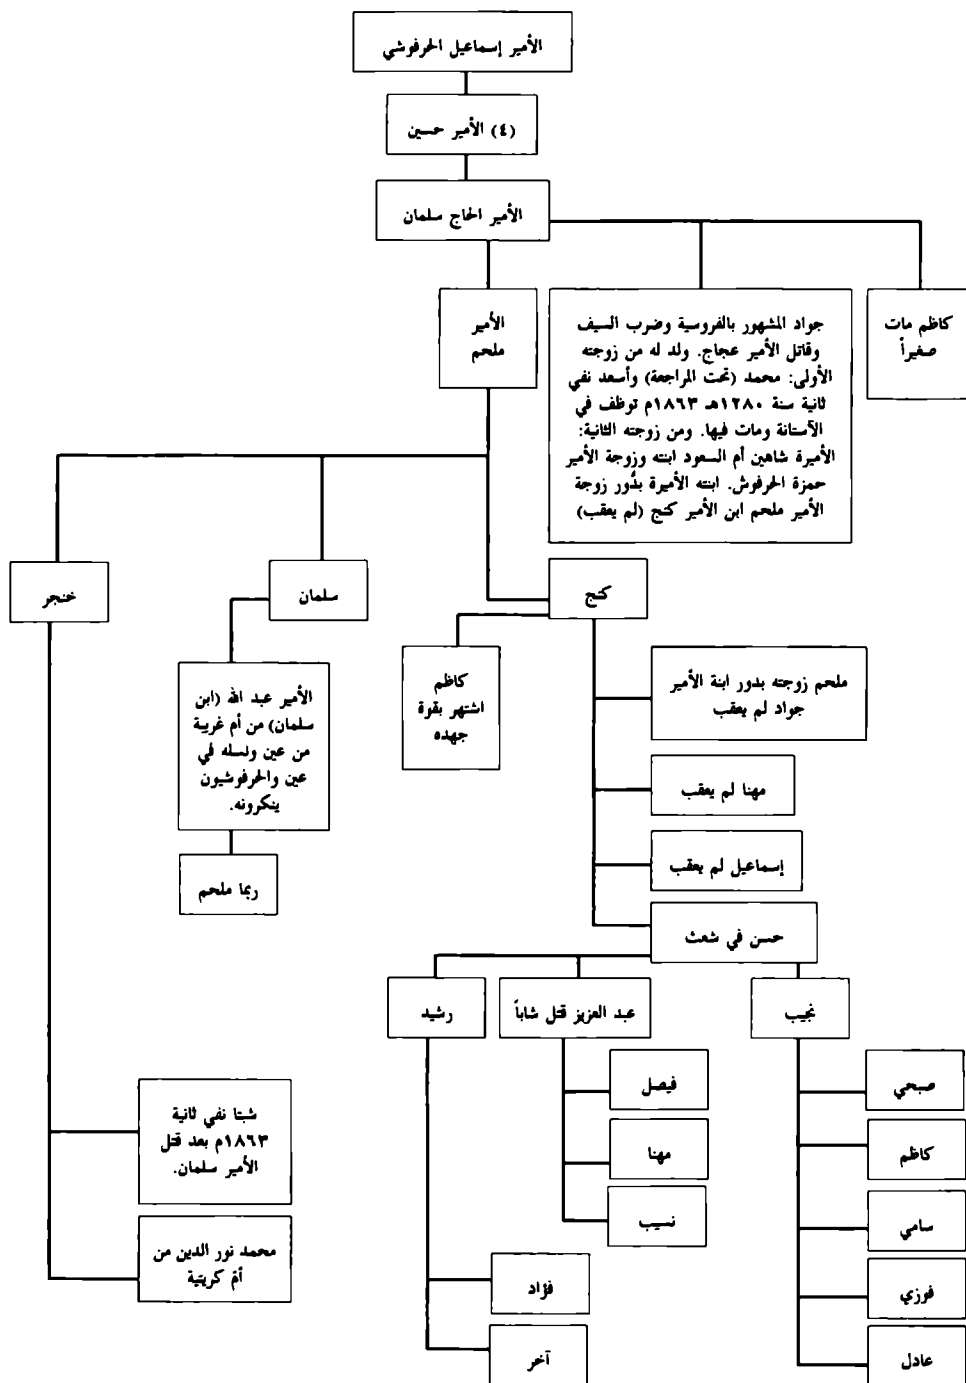 الأمير إسماعيل الحرفوشي
(٤) الأمير حسين
الأمير الحاج سلمان
كاظم مات
صغيراً
جواد المشهور بالفروسية وضرب السيف
وقاتل الأمير عجاج. ولد له من زوجته
الأولى: محمد (تحت المراجعة) وأسعد نفي
ثانية سنة ١٢٨٠هـ ١٨٦٣م توظف في
الآستانة ومات فيها. ومن زوجته الثانية:
الأميرة شاهين أم السعود ابنته وزوجة الأمير
حمزة الحرفوش. ابنته الأميرة بدُور زوجة
الأمير ملحم ابن الأمير كنج (لم يعقب)
الأمير
ملحم
كنج
سلمان
خنجر
ملحم زوجته بدور ابنة الأمير
جواد لم يعقب
كاظم
اشتهر بقوة
جهده
الأمير عبد الله (ابن
سلمان) من أم غريبة
من عين ونسله في
عين والحرفوشيون
ينكرونه.
مهنا لم يعقب
إسماعيل لم يعقب
ربما ملحم
حسن في شعث
نجيب
عبد العزيز قتل شاباً
رشيد
صبحي
كاظم
سامي
فوزي
عادل
فيصل
مهنا
نسيب
فؤاد
آخر
شبتا نفي ثانية
١٨٦٣م بعد قتل
الأمير سلمان.
محمد نور الدين من
أم كريتية